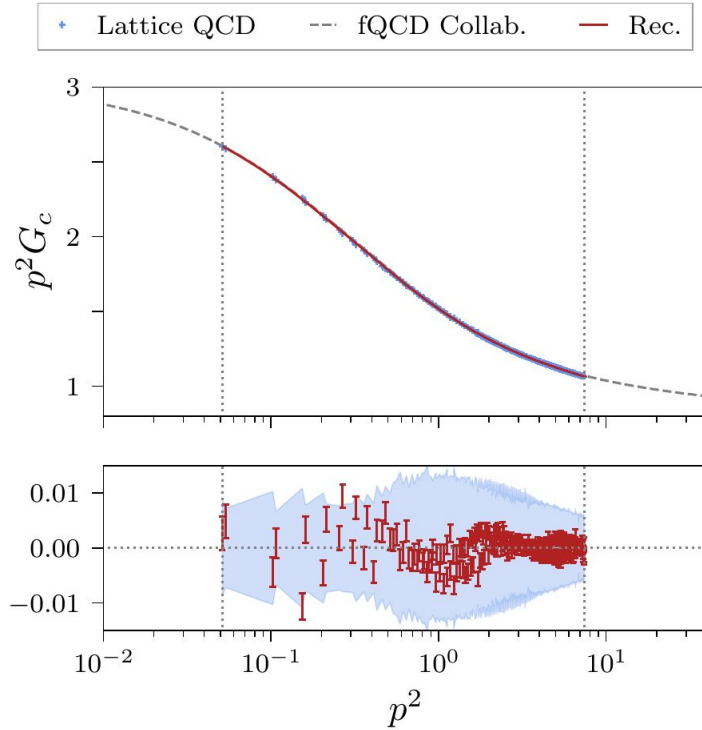 Lattice QCD fQCD Collab. Rec.
3
2
1
p²G_c
0.01
0.00
−0.01
10⁻² 10⁻¹ 10⁰ 10¹
p²